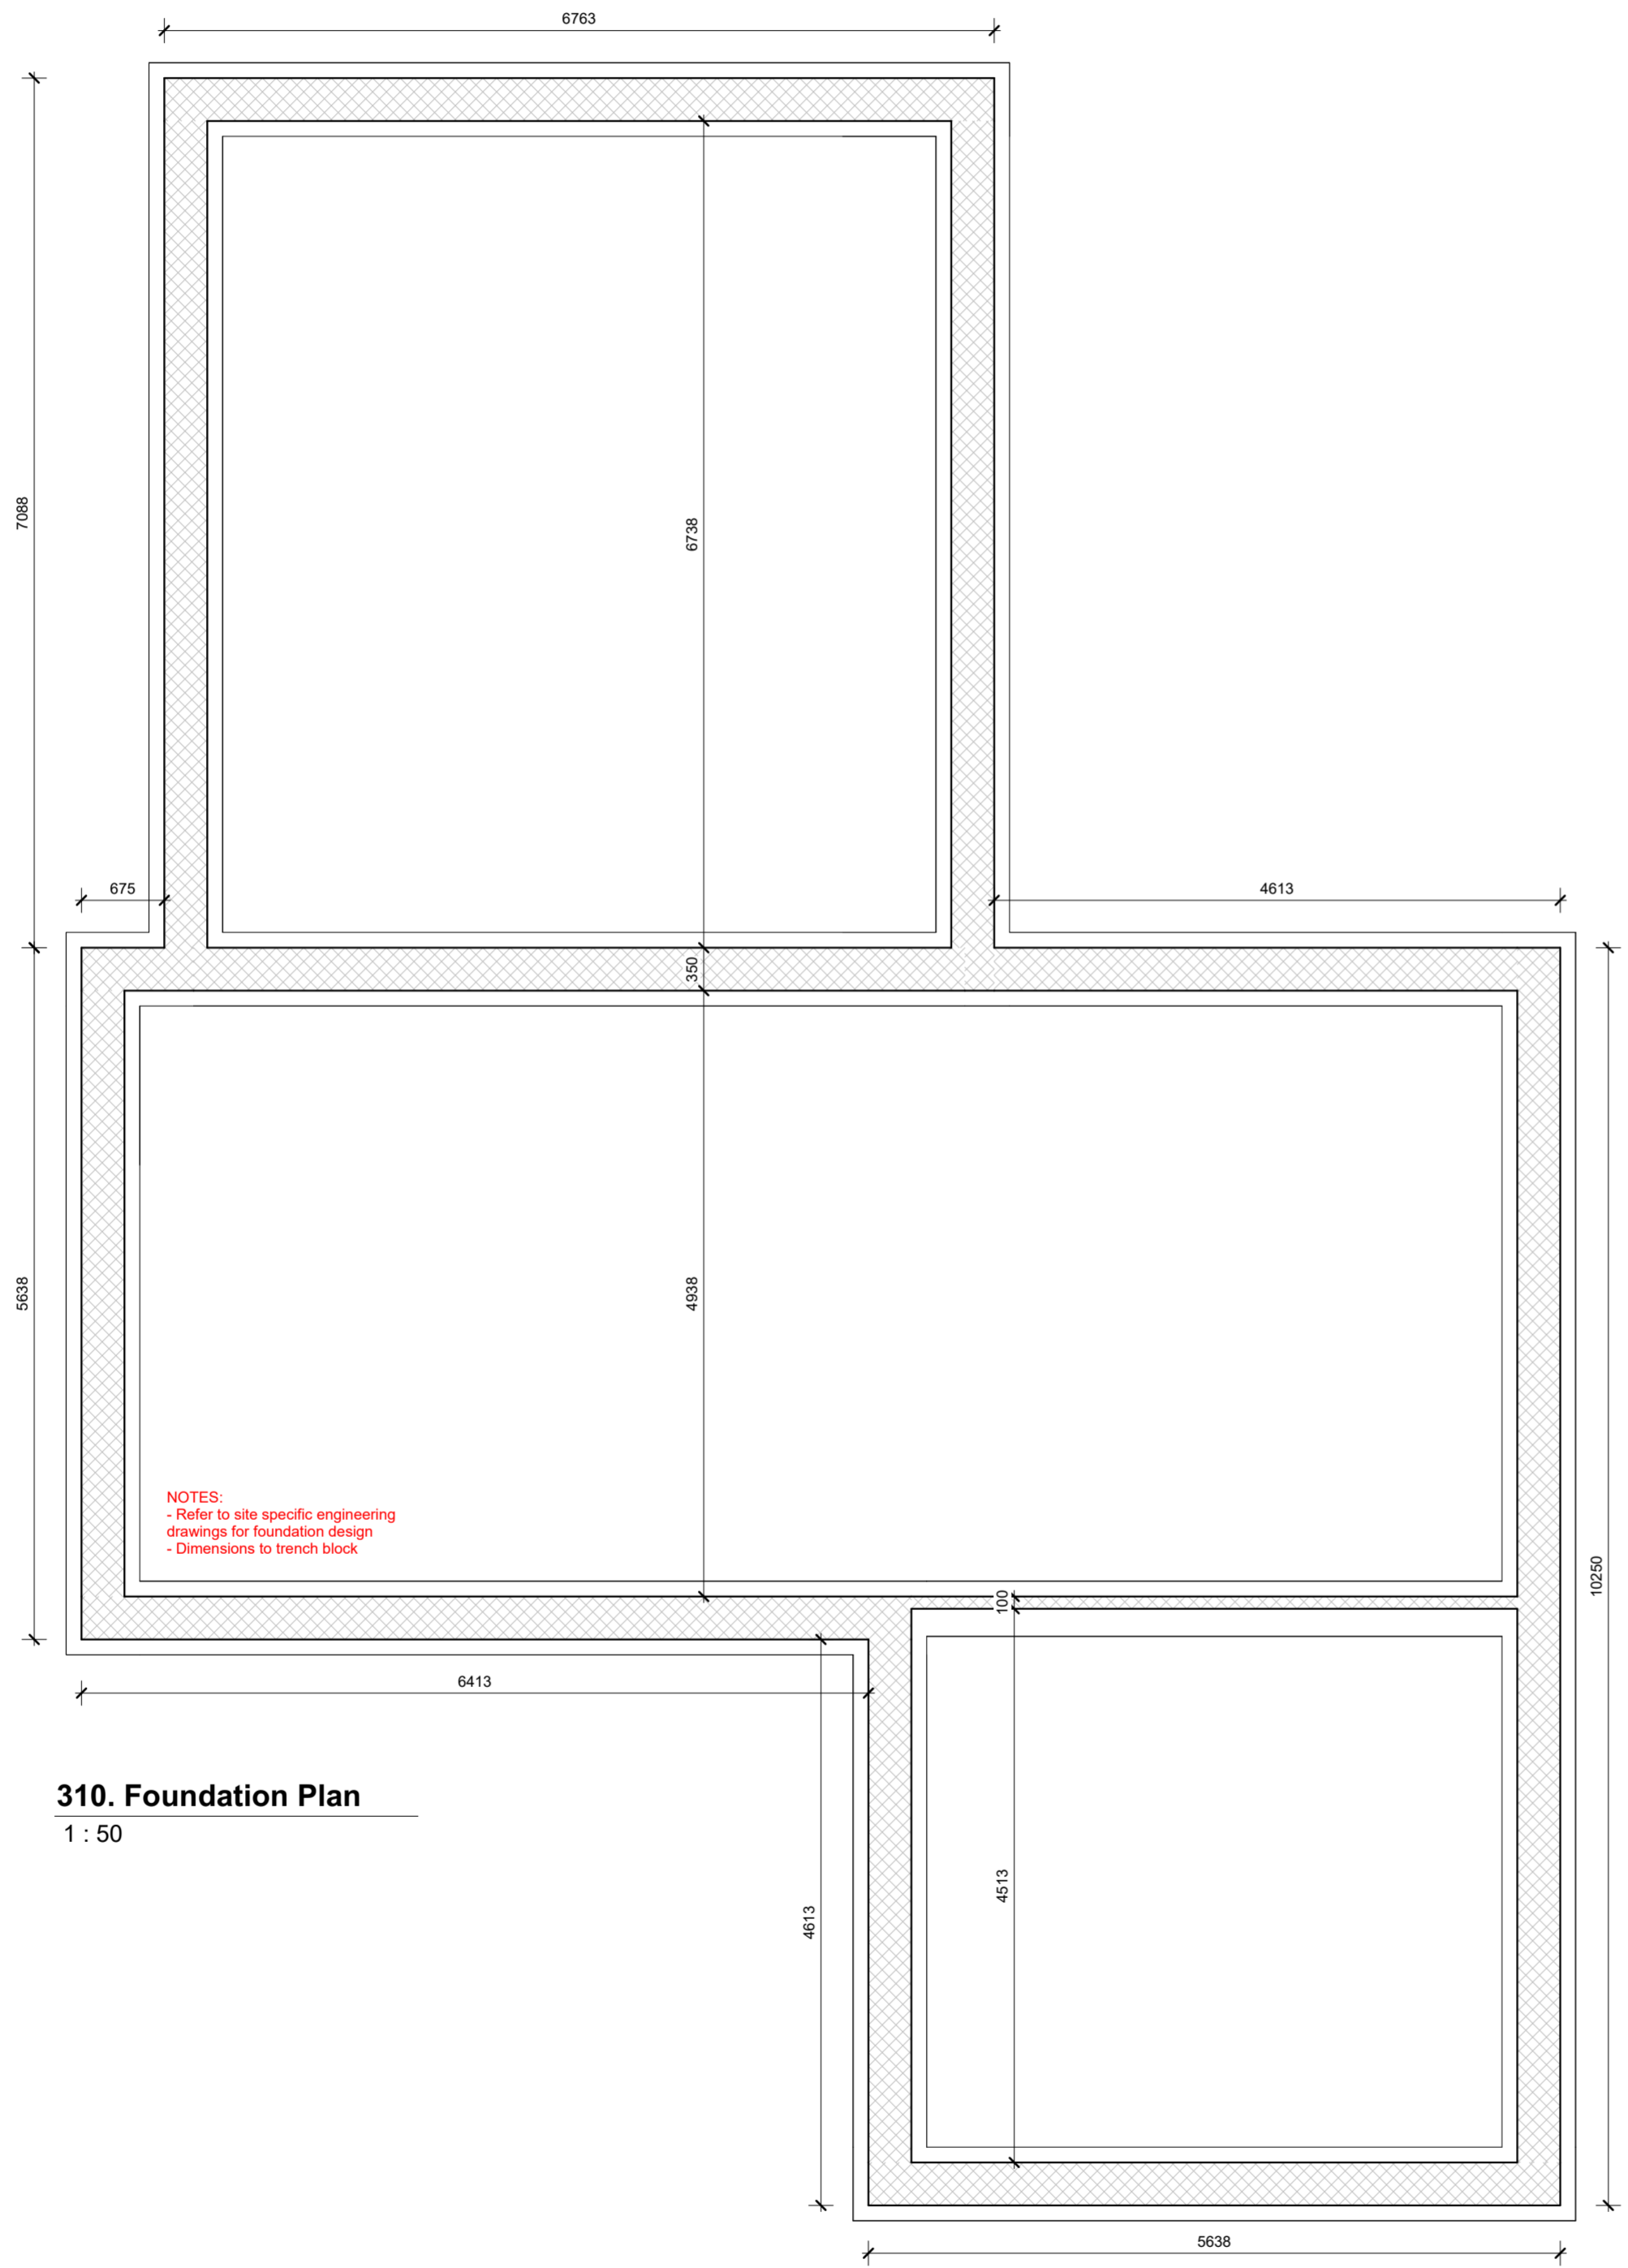 6763
7088
6738
675
4613
350
5638
4938
NOTES:
- Refer to site specific engineering
drawings for foundation design
- Dimensions to trench block
10250
100
6413
310. Foundation Plan
1 : 50
4613
4513
5638